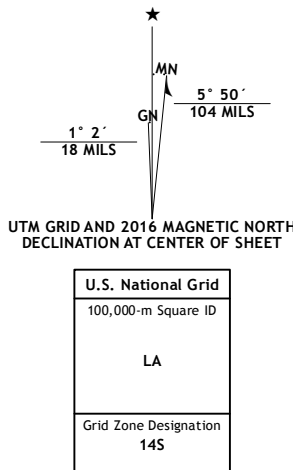 ★
MN
5° 50´
104 MILS
GN
1° 2´
18 MILS
UTM GRID AND 2016 MAGNETIC NORTH
DECLINATION AT CENTER OF SHEET
U.S. National Grid
100,000-m Square ID
LA
Grid Zone Designation
14S